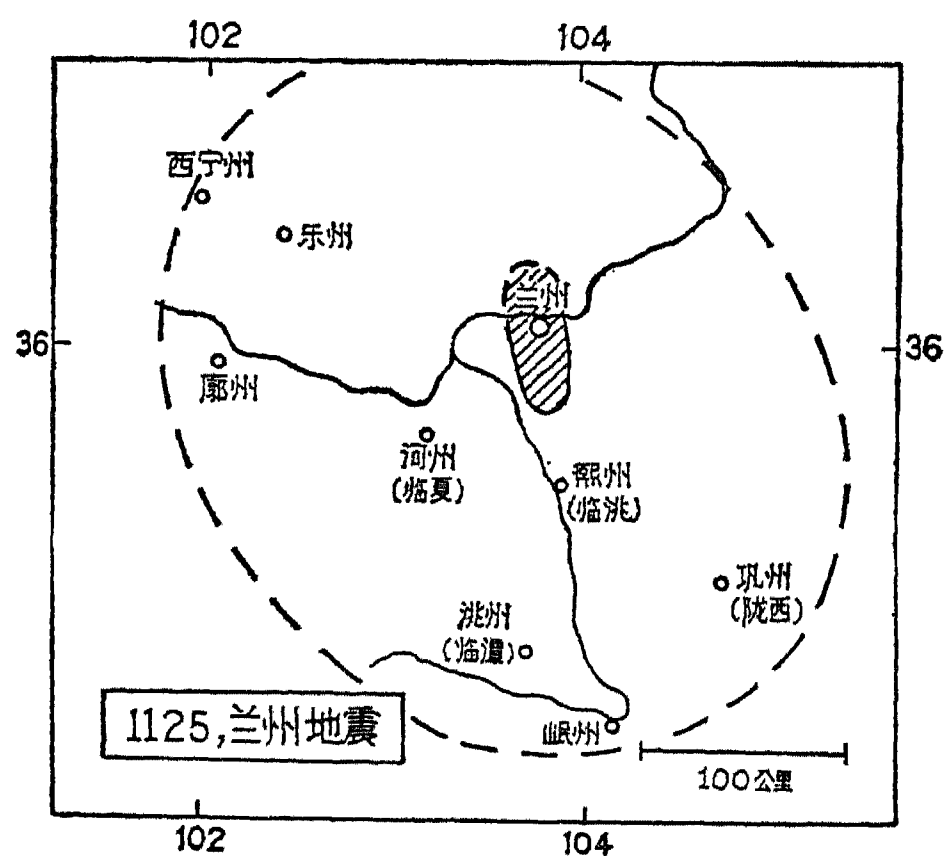 102 104
西宁州
乐州
兰州
36 36
廓州
河州
(临夏)
熙州
(临洮)
巩州
(陇西)
洮州
(临潭)
岷州
1125,兰州地震
100公里
102 104